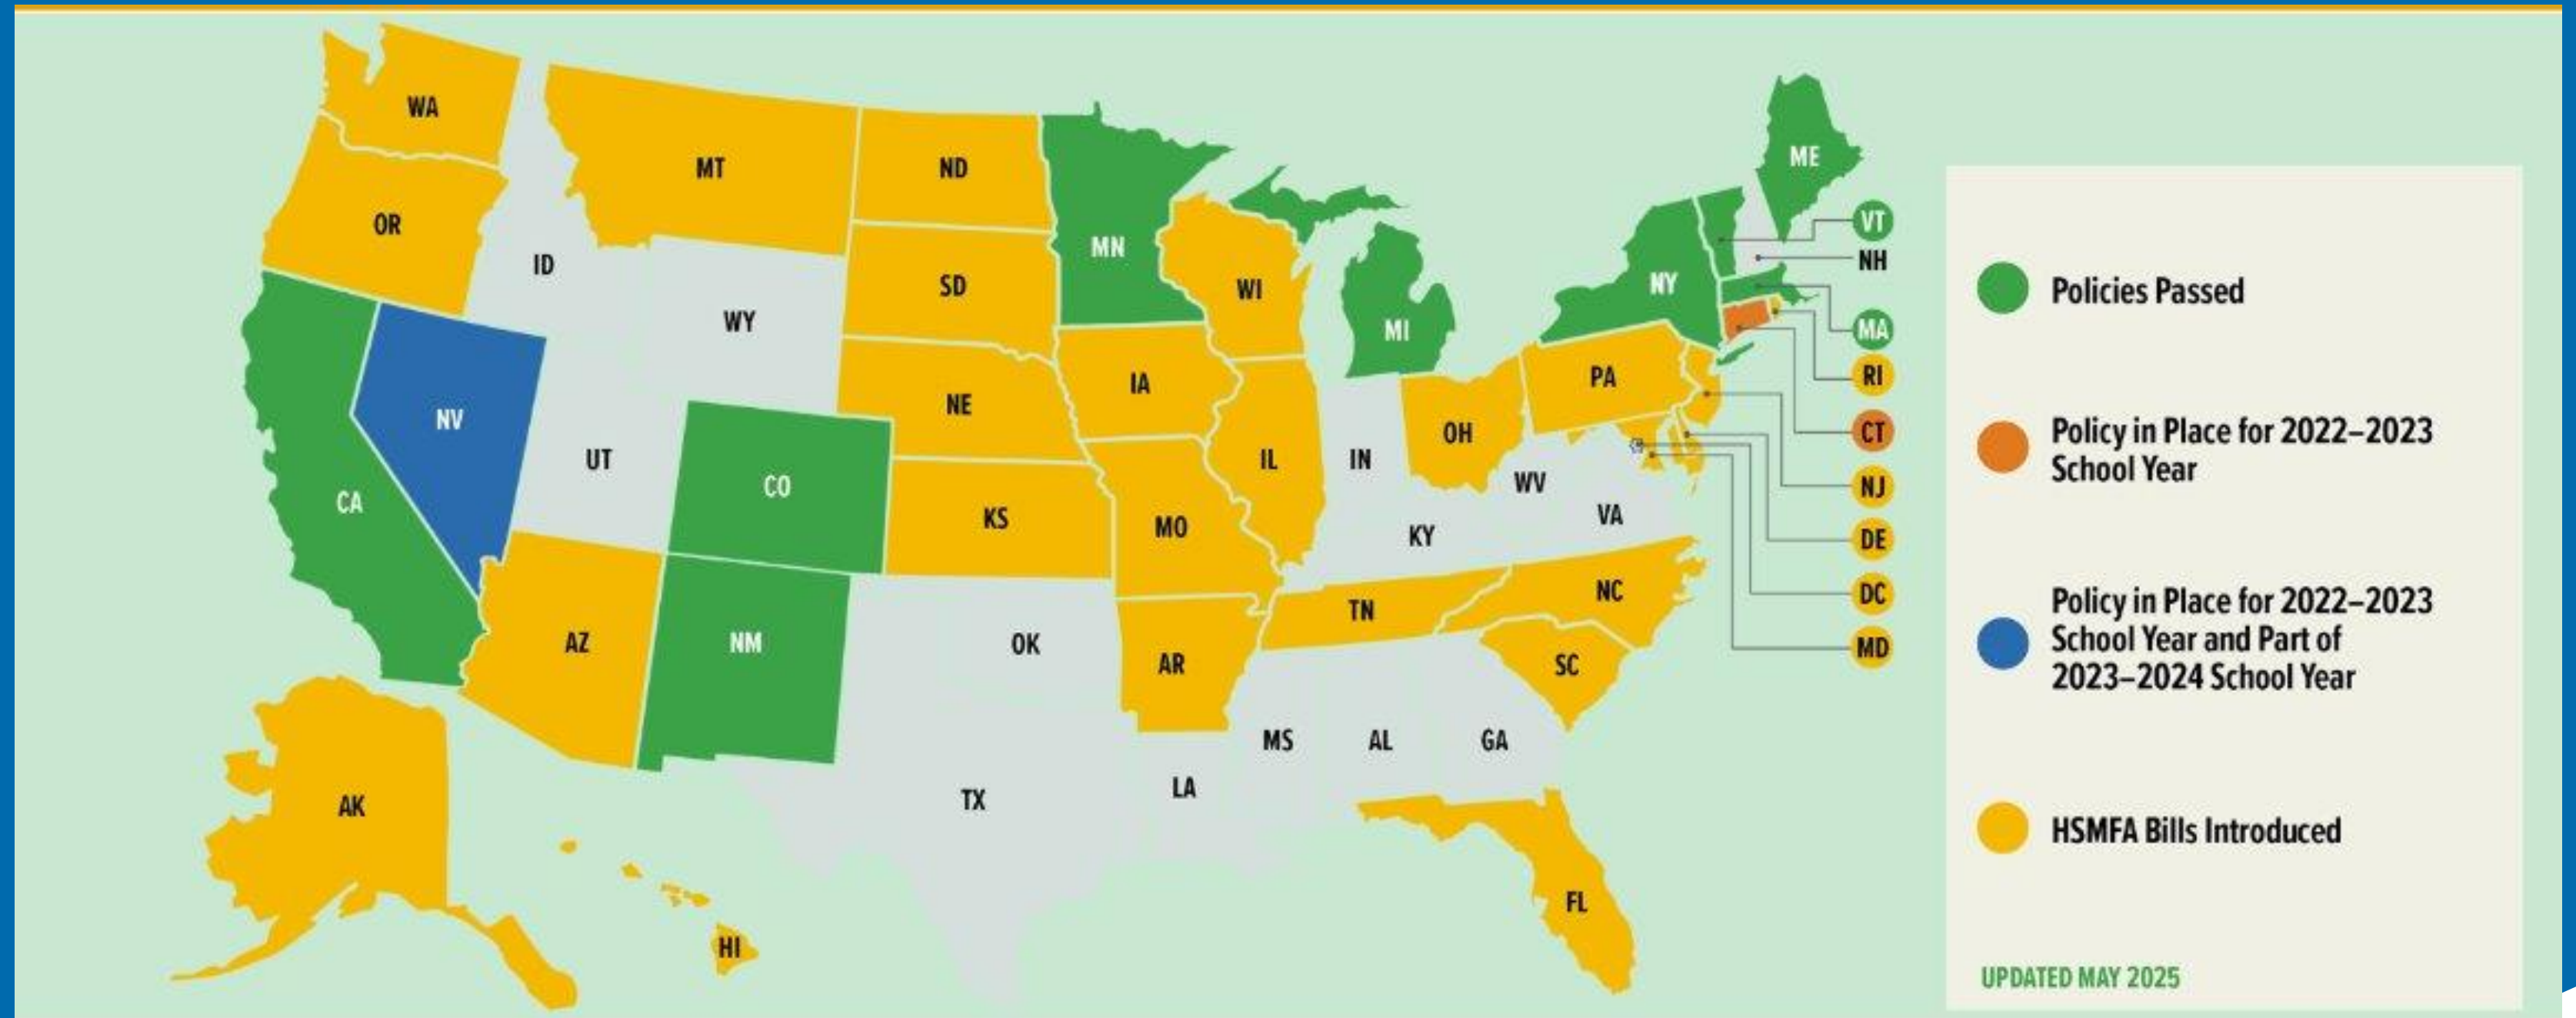 WA
MT
ND
MN
ME
OR
ID
SD
WI
VT
NH
NY
WY
MI
MA
RI
NE
IA
PA
NV
UT
CO
CA
KS
IL
IN
OH
WV
VA
KY
MO
CT
NJ
DE
DC
MD
AZ
NM
OK
AR
TN
NC
SC
MS
AL
GA
LA
TX
AK
HI
FL
Policies Passed
Policy in Place for 2022–2023
School Year
Policy in Place for 2022–2023
School Year and Part of
2023–2024 School Year
HSMFA Bills Introduced
UPDATED MAY 2025